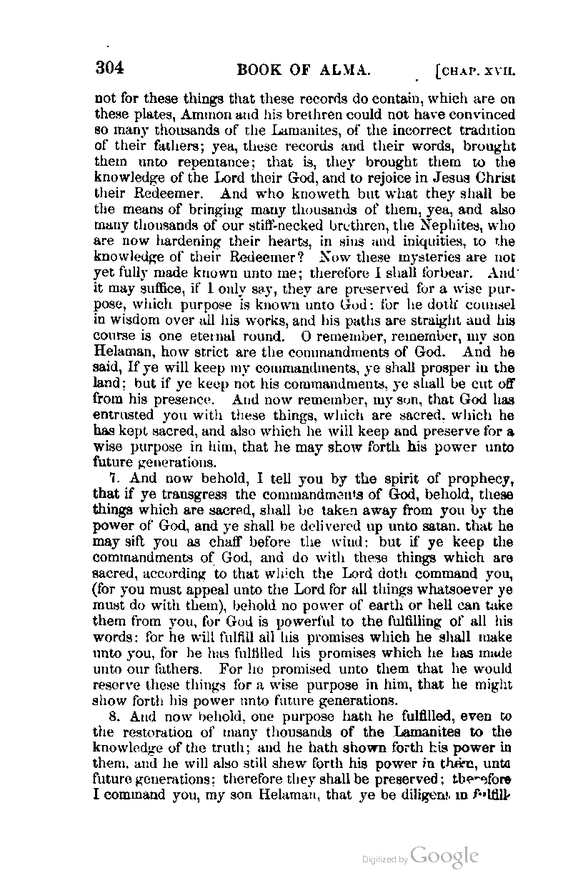 304 BOOK OF ALMA. [CHAP. XVII.
not for these things that these records do contain, which are on
these plates, Ammon and his brethren could not have convinced
so many thousands of the Lamanites, of the incorrect tradition
of their fathers; yea, these records and their words, brought
them unto repentance; that is, they brought them to the
knowledge of the Lord their God, and to rejoice in Jesus Christ
their Redeemer. And who knoweth but what they shall be
the means of bringing many thousands of them, yea, and also
many thousands of our stiff-necked brethren, the Nephites, who
are now hardening their hearts, in sins and iniquities, to the
knowledge of their Redeemer? Now these mysteries are not
yet fully made known unto me; therefore I shall forbear. And
it may suffice, if I only say, they are preserved for a wise pur-
pose, which purpose is known unto God: for he doth counsel
in wisdom over all his works, and his paths are straight and his
course is one eternal round. O remember, remember, my son
Helaman, how strict are the commandments of God. And he
said, If ye will keep my commandments, ye shall prosper in the
land; but if ye keep not his commandments, ye shall be cut off
from his presence. And now remember, my son, that God has
entrusted you with these things, which are sacred, which he
has kept sacred, and also which he will keep and preserve for a
wise purpose in him, that he may show forth his power unto
future generations.
7. And now behold, I tell you by the spirit of prophecy,
that if ye transgress the commandments of God, behold, these
things which are sacred, shall be taken away from you by the
power of God, and ye shall be delivered up unto satan, that he
may sift you as chaff before the wind: but if ye keep the
commandments of God, and do with these things which are
sacred, according to that which the Lord doth command you,
(for you must appeal unto the Lord for all things whatsoever ye
must do with them), behold no power of earth or hell can take
them from you, for God is powerful to the fulfilling of all his
words: for he will fulfill all his promises which he shall make
unto you, for he has fulfilled his promises which he has made
unto our fathers. For he promised unto them that he would
reserve these things for a wise purpose in him, that he might
show forth his power unto future generations.
8. And now behold, one purpose hath he fulfilled, even to
the restoration of many thousands of the Lamanites to the
knowledge of the truth; and he hath shown forth his power in
them, and he will also still shew forth his power in them, unto
future generations; therefore they shall be preserved; therefore
I command you, my son Helaman, that ye be diligent in fulfill-
Digitized by Google